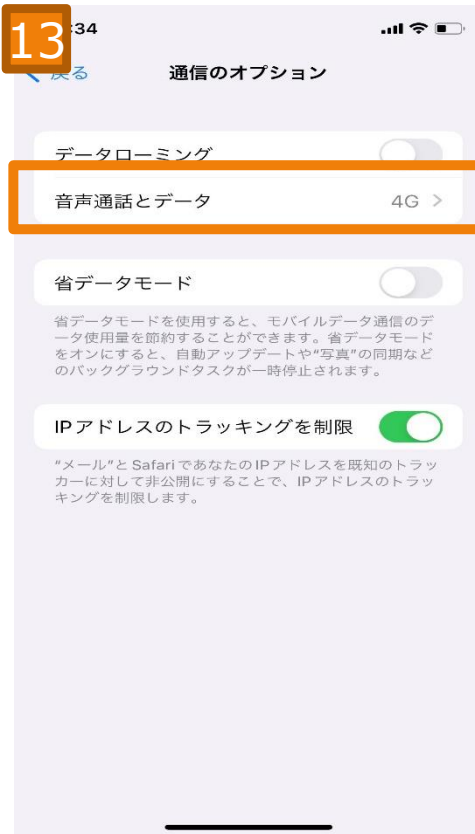 13
:34
戻る
通信のオプション
データローミング
音声通話とデータ
4G >
省データモード
省データモードを使用すると、モバイルデータ通信のデ
ータ使用量を節約することができます。省データモード
をオンにすると、自動アップデートや“写真”の同期など
のバックグラウンドタスクが一時停止されます。
IPアドレスのトラッキングを制限
“メール”とSafariであなたのIPアドレスを既知のトラッ
カーに対して非公開にすることで、IPアドレスのトラッ
キングを制限します。